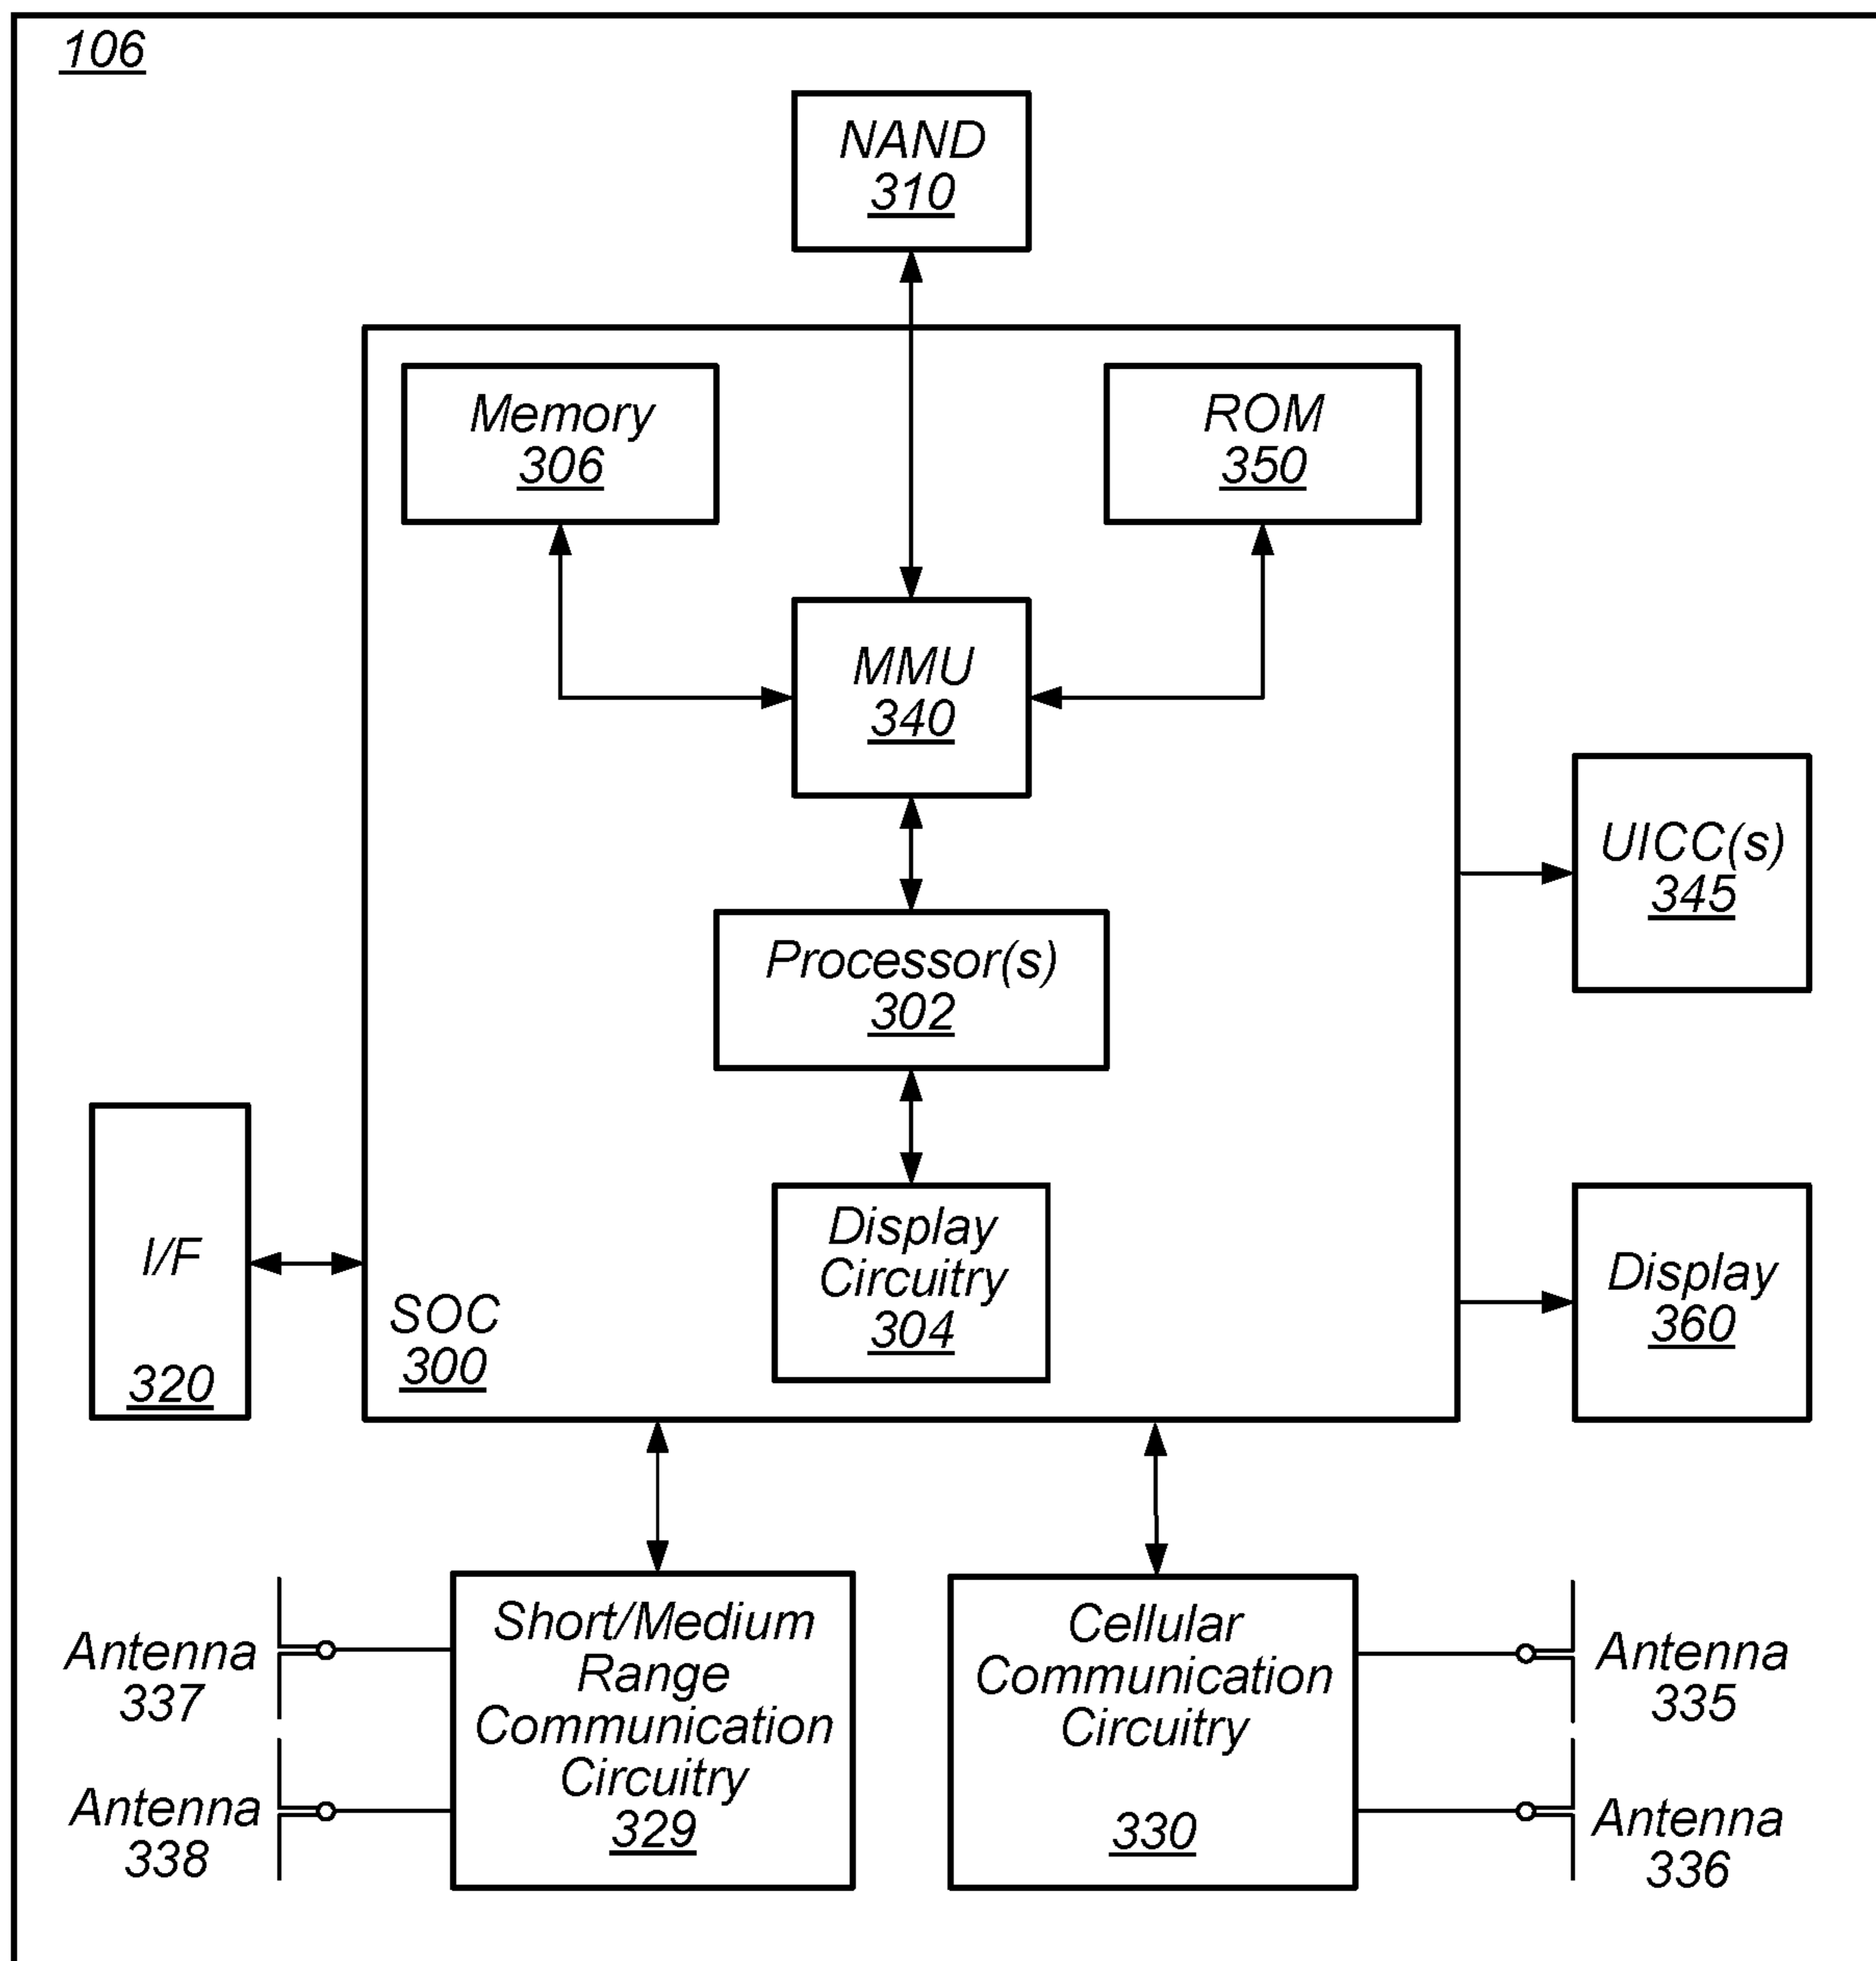 106
NAND
310
Memory
306
ROM
350
MMU
340
UICC(s)
345
Processor(s)
302
I/F
320
Display
Circuitry
304
SOC
300
Display
360
Short/Medium
Range
Communication
Circuitry
329
Cellular
Communication
Circuitry
330
Antenna
337
Antenna
338
Antenna
335
Antenna
336